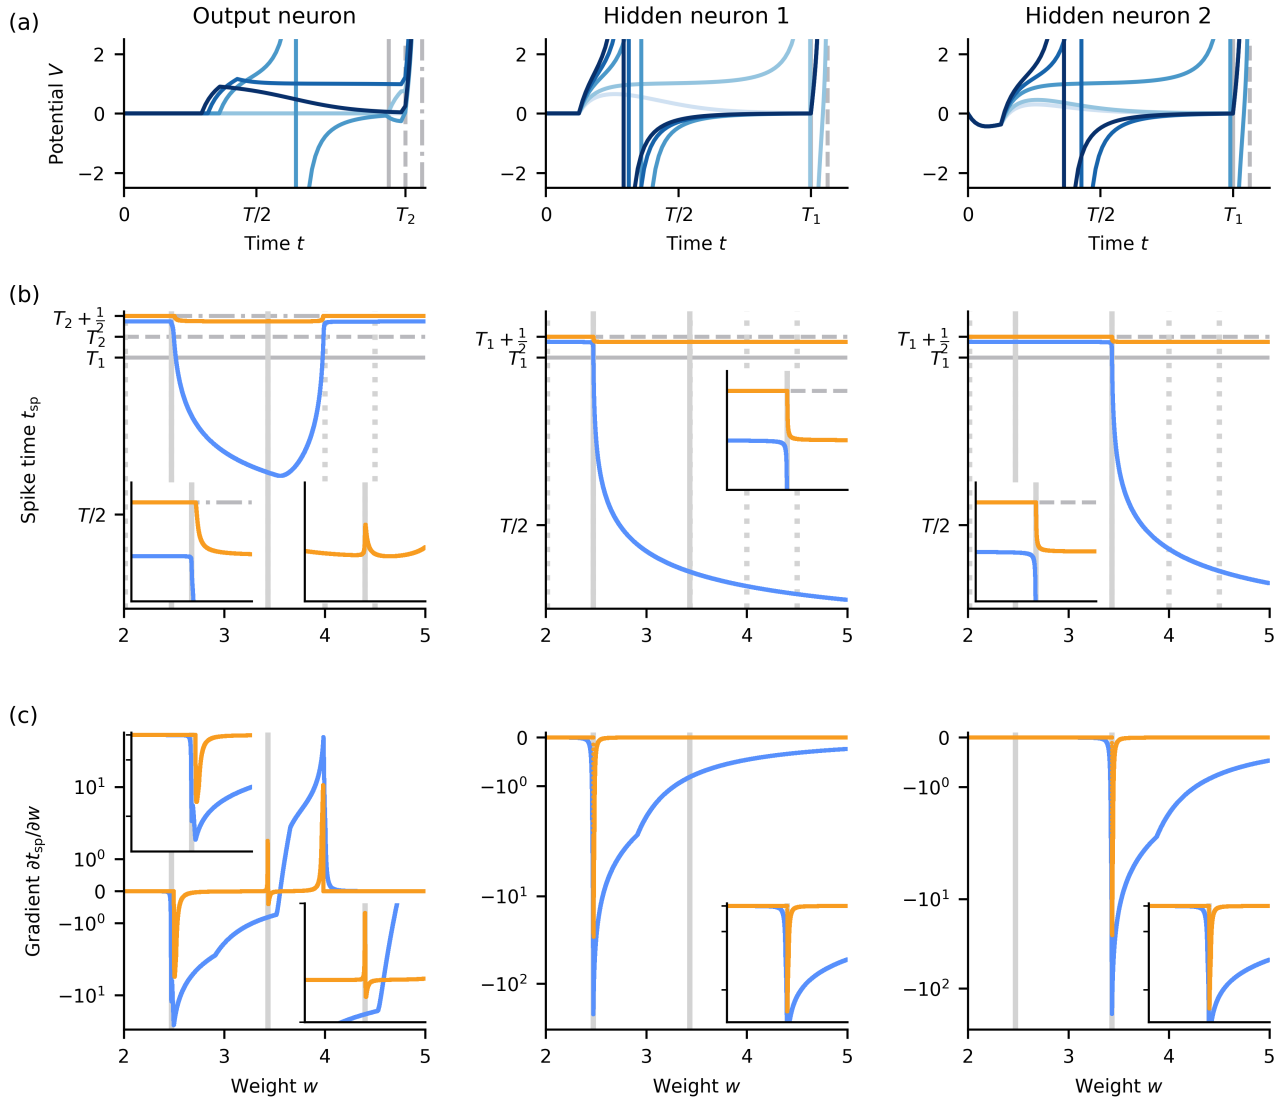 (a)
Output neuron
Hidden neuron 1
Hidden neuron 2
Potential V
2
0
−2
0
T/2
T₂
Time t
2
0
−2
0
T/2
T₁
Time t
2
0
−2
0
T/2
T₁
Time t
(b)
Spike time tₛₚ
T₂ + ½
T₂
T₁
T/2
2
3
4
5
T₁ + ½
T₁
T/2
2
3
4
5
T₁ + ½
T₁
T/2
2
3
4
5
(c)
Gradient ∂tₛₚ/∂w
10¹
10⁰
0
−10⁰
−10¹
2
3
4
5
Weight w
0
−10⁰
−10¹
−10²
2
3
4
5
Weight w
0
−10⁰
−10¹
−10²
2
3
4
5
Weight w